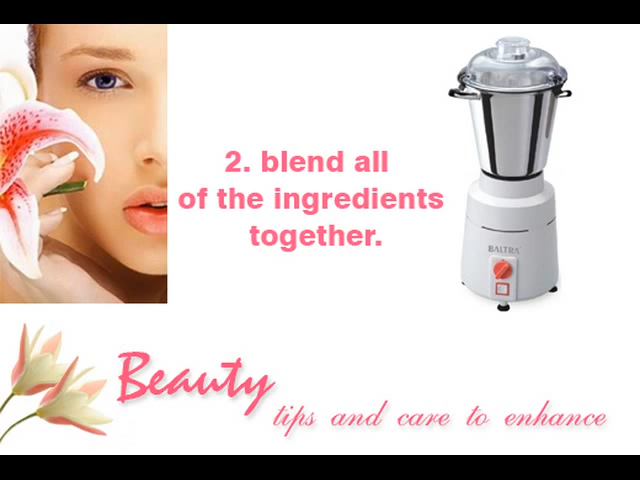 2. blend all
of the ingredients
together.
BALTRA
Beauty
tips and care to enhance